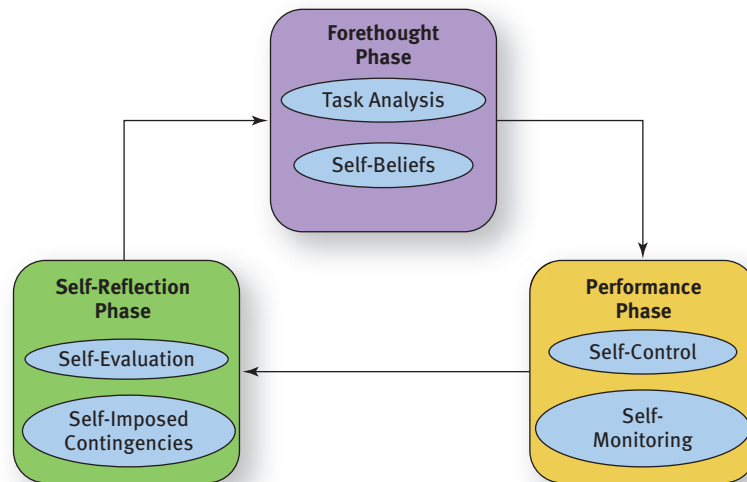 Forethought
Phase
Task Analysis
Self-Beliefs
Self-Reflection
Phase
Self-Evaluation
Self-Imposed
Contingencies
Performance
Phase
Self-Control
Self-
Monitoring